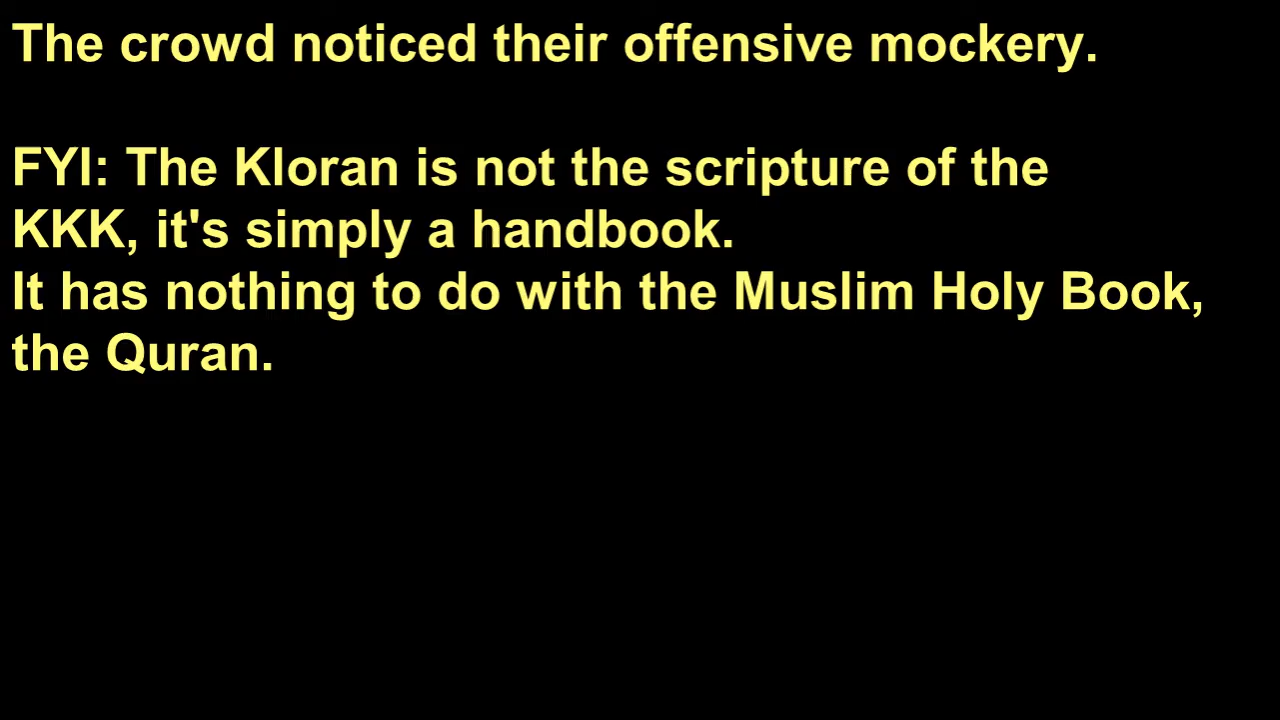 The crowd noticed their offensive mockery.
FYI: The Kloran is not the scripture of the
KKK, it's simply a handbook.
It has nothing to do with the Muslim Holy Book,
the Quran.